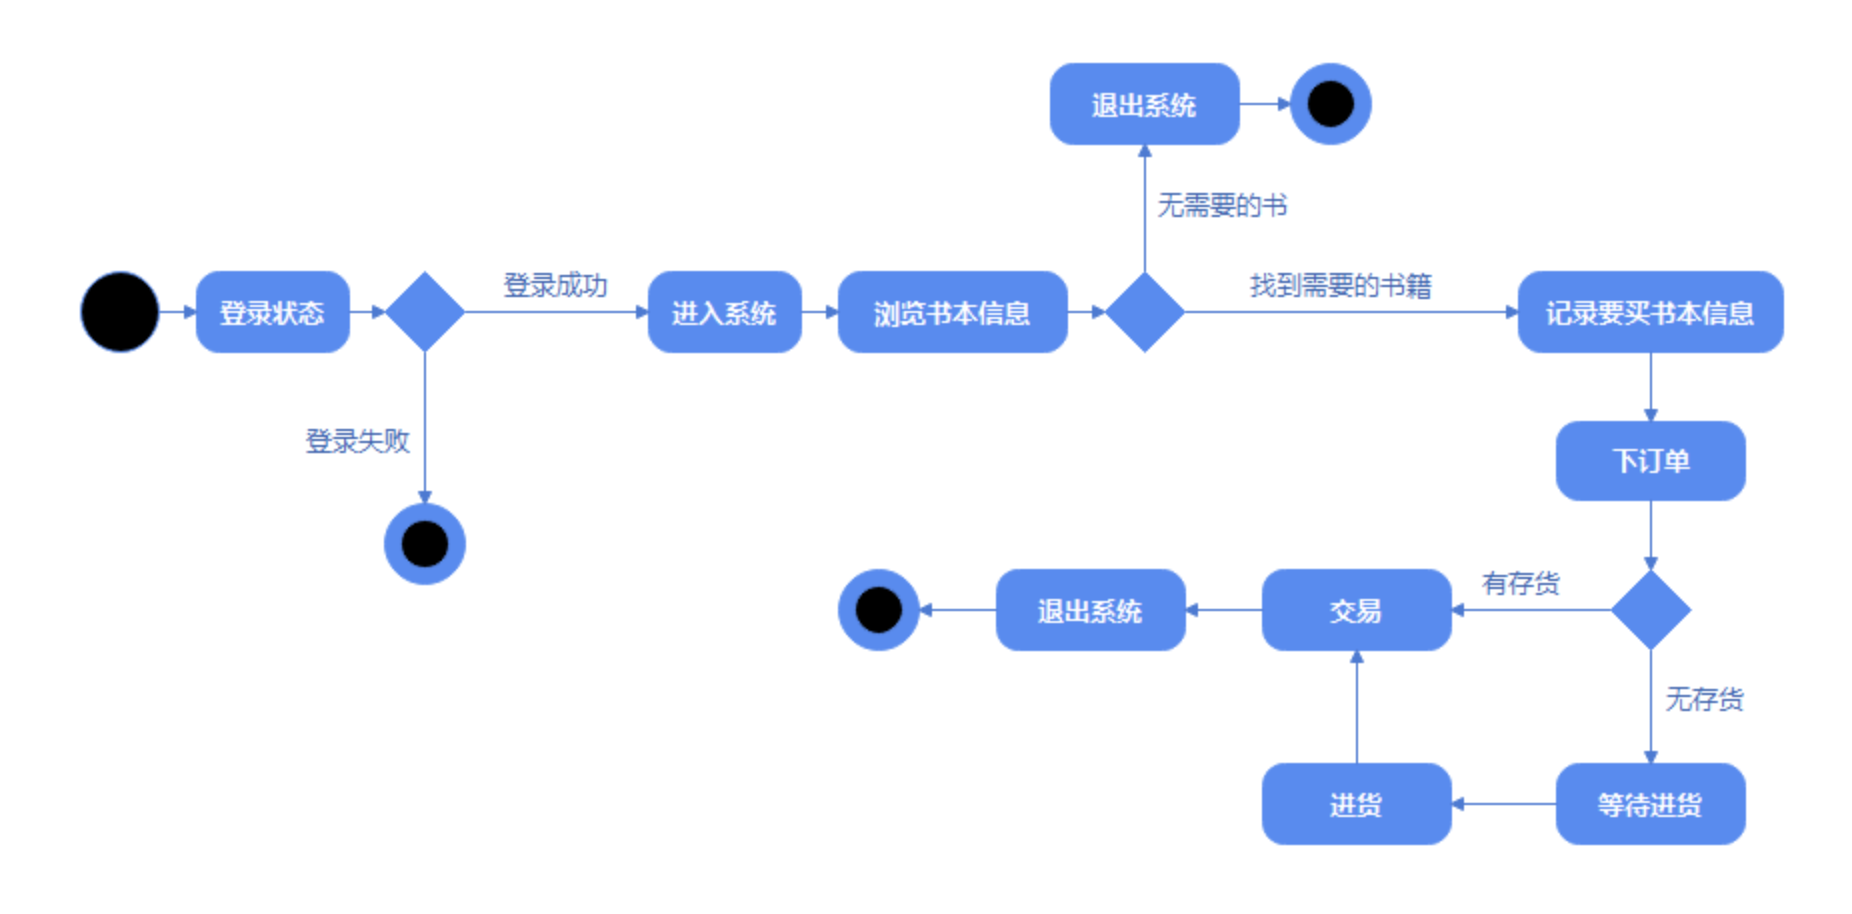 退出系统
无需要的书
登录状态
登录成功
进入系统
浏览书本信息
找到需要的书籍
记录要买书本信息
登录失败
下订单
退出系统
交易
有存货
无存货
进货
等待进货